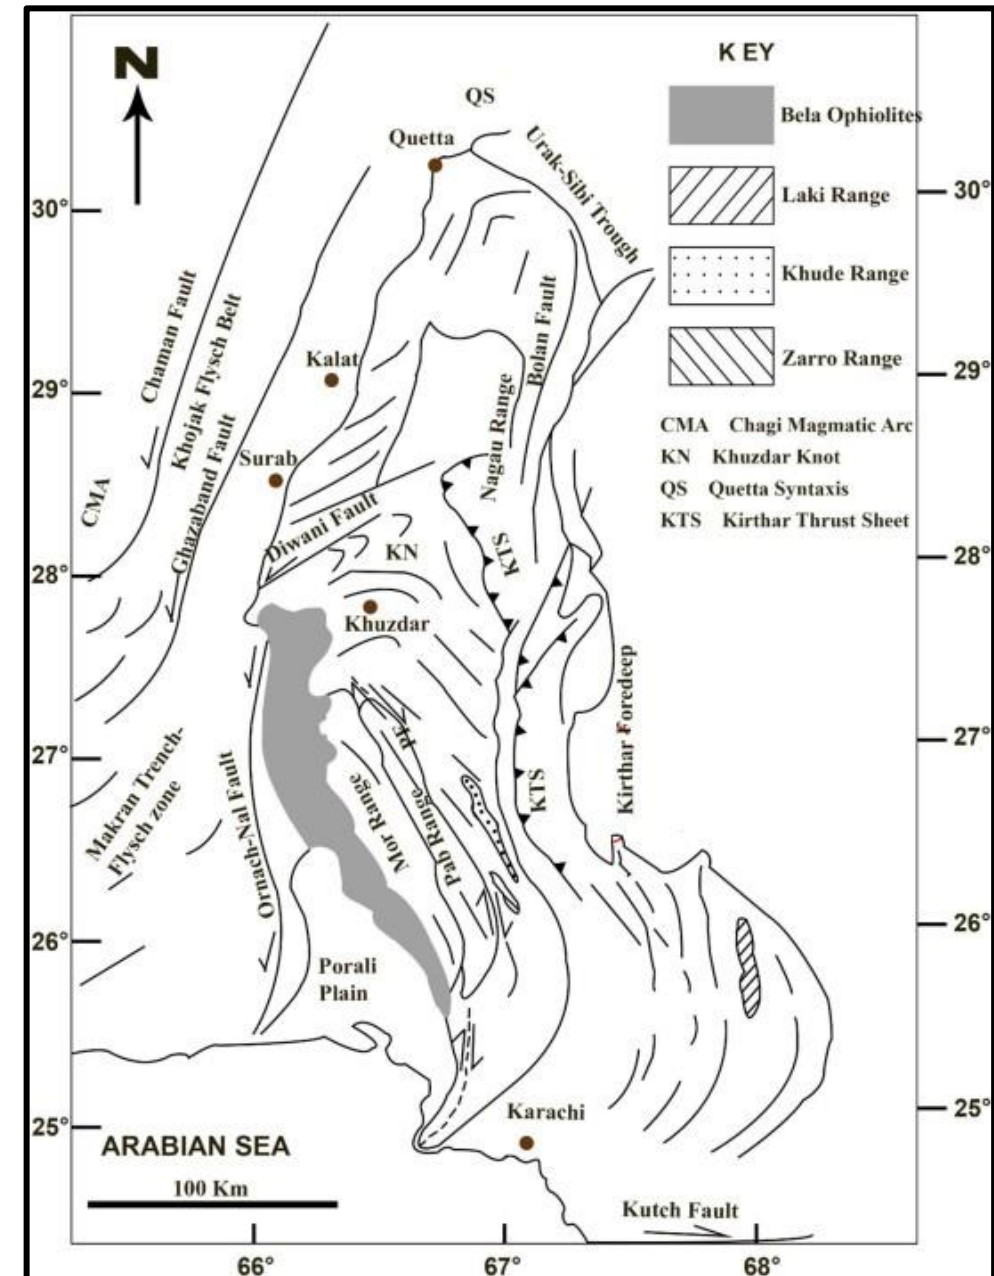 N
KEY
Bela Ophiolites
Laki Range
Khude Range
Zarro Range
CMA Chagi Magmatic Arc
KN Khuzdar Knot
QS Quetta Syntaxis
KTS Kirthar Thrust Sheet
QS
Quetta
Urak-Sibi Trough
30°
30°
Chaman Fault
Khojak Flysch Belt
Ghazaband Fault
Kalat
Bolan Fault
29°
29°
Nagau Range
Surab
CMA
Diwani Fault
KN
KTS
28°
28°
Khuzdar
Kirthar Foredeep
27°
27°
PF
Makran Trench-
Flysch zone
Ornach-Nal Fault
Mor Range
Pab Range
KTS
26°
26°
Porali
Plain
25°
25°
Karachi
ARABIAN SEA
100 Km
Kutch Fault
66°
67°
68°